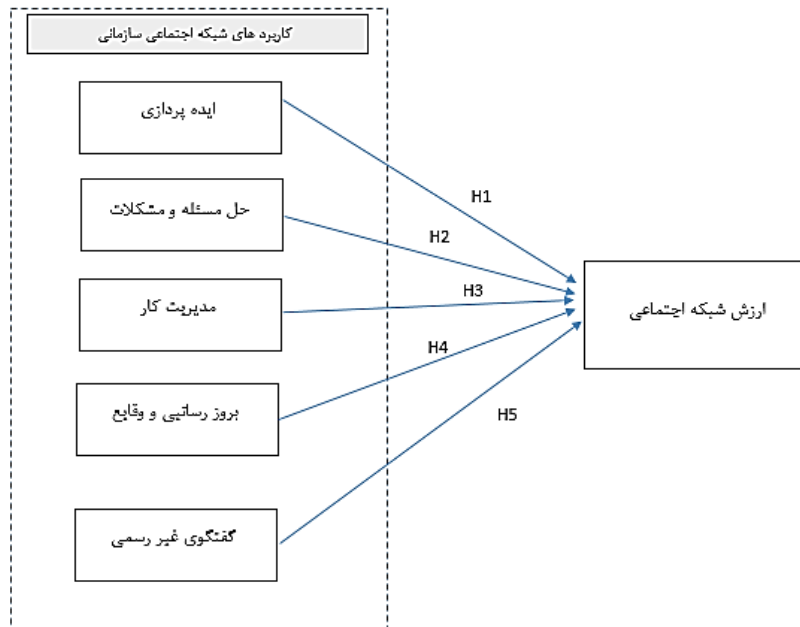 کاربرد های شبکه اجتماعی سازمانی
ایده پردازی
H1
حل مسئله و مشکلات
H2
مدیریت کار
H3
ارزش شبکه اجتماعی
H4
بروز رسانیی و وقایع
H5
گفتگوی غیر رسمی